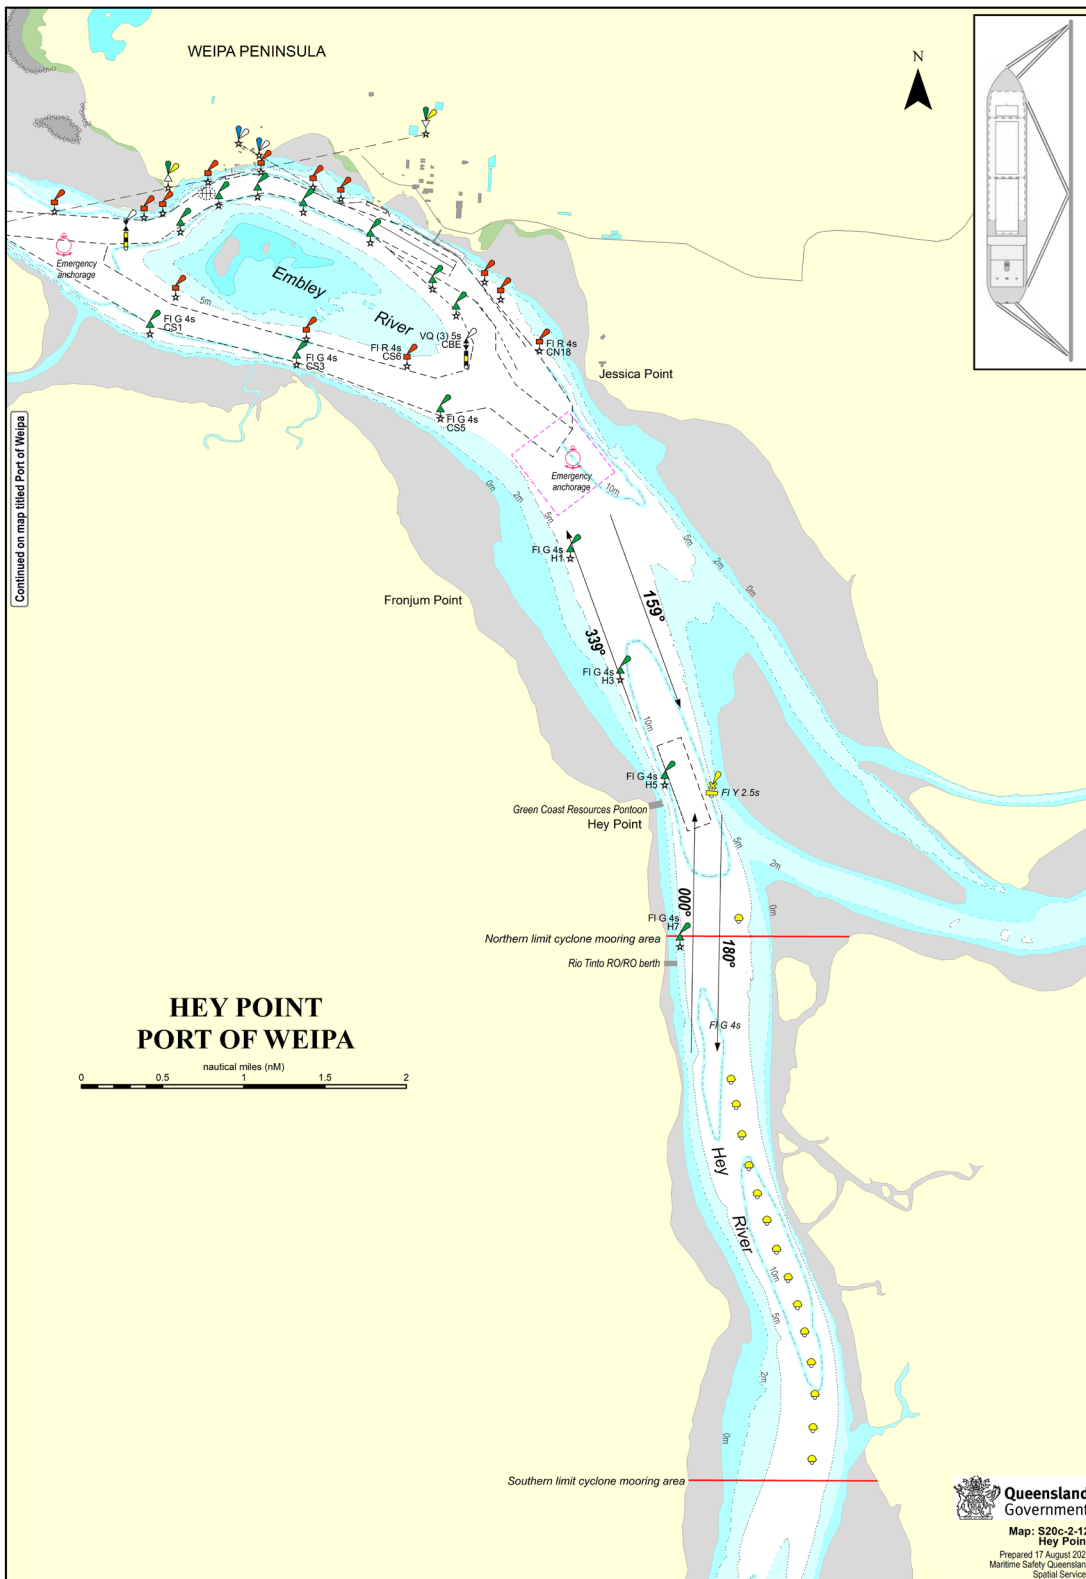 WEIPA PENINSULA
N
Emergency
anchorage
Embley
River
5m
Fl G 4s
CS1
Fl G 4s
CS3
Fl R 4s
CS6
VQ (3) 5s
CBE
Fl R 4s
CN18
Jessica Point
Fl G 4s
CS5
Continued on map titled Port of Weipa
Emergency
anchorage
10m
0m
2m
5m
5m
2m
0m
Fl G 4s
H1
Fronjum Point
159°
339°
Fl G 4s
H3
10m
Fl G 4s
H5
Fl Y 2.5s
Green Coast Resources Pontoon
Hey Point
5m
2m
0m
000°
180°
Fl G 4s
H7
Northern limit cyclone mooring area
Rio Tinto RO/RO berth
HEY POINT
PORT OF WEIPA
nautical miles (nM)
0 0.5 1 1.5 2
Fl G 4s
Hey
River
10m
5m
2m
0m
Southern limit cyclone mooring area
Queensland
Government
Map: S20c-2-12
Hey Poin
Prepared 17 August 202
Maritime Safety Queenslan
Spatial Service